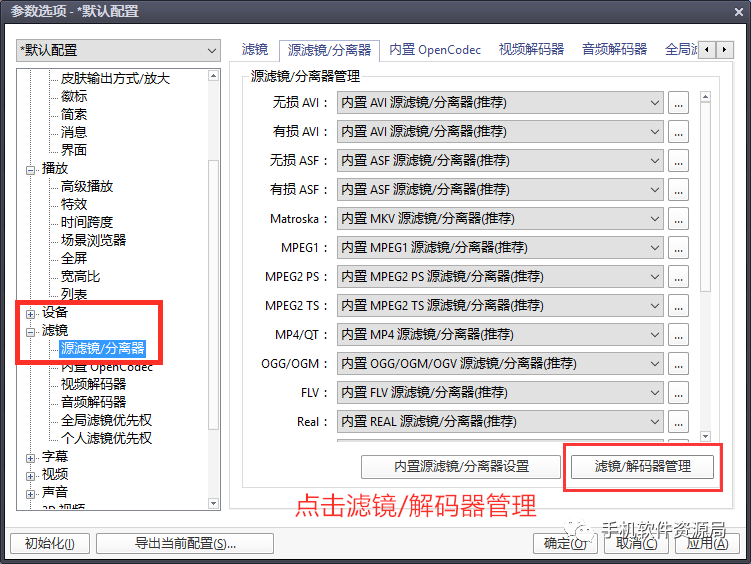 参数选项 - *默认配置
*默认配置
皮肤输出方式/放大
徽标
简索
消息
界面
播放
高级播放
特效
时间跨度
场景浏览器
全屏
宽高比
列表
设备
滤镜
源滤镜/分离器
内置 OpenCodec
视频解码器
音频解码器
全局滤镜优先权
个人滤镜优先权
字幕
视频
声音
3D 视频
滤镜 源滤镜/分离器 内置 OpenCodec 视频解码器 音频解码器 全局滤
源滤镜/分离器管理
无损 AVI： 内置 AVI 源滤镜/分离器(推荐) ...
有损 AVI： 内置 AVI 源滤镜/分离器(推荐) ...
无损 ASF： 内置 ASF 源滤镜/分离器(推荐) ...
有损 ASF： 内置 ASF 源滤镜/分离器(推荐) ...
Matroska： 内置 MKV 源滤镜/分离器(推荐) ...
MPEG1： 内置 MPEG1 源滤镜/分离器(推荐) ...
MPEG2 PS： 内置 MPEG2 PS 源滤镜/分离器(推荐) ...
MPEG2 TS： 内置 MPEG2 TS 源滤镜/分离器(推荐) ...
MP4/QT： 内置 MP4 源滤镜/分离器(推荐) ...
OGG/OGM： 内置 OGG/OGM/OGV 源滤镜/分离器(推荐) ...
FLV： 内置 FLV 源滤镜/分离器(推荐) ...
Real： 内置 REAL 源滤镜/分离器(推荐) ...
内置源滤镜/分离器设置 滤镜/解码器管理
点击滤镜/解码器管理
手机软件资源局
初始化(I) 导出当前配置(S)... 确定(O) 取消(C) 应用(A)